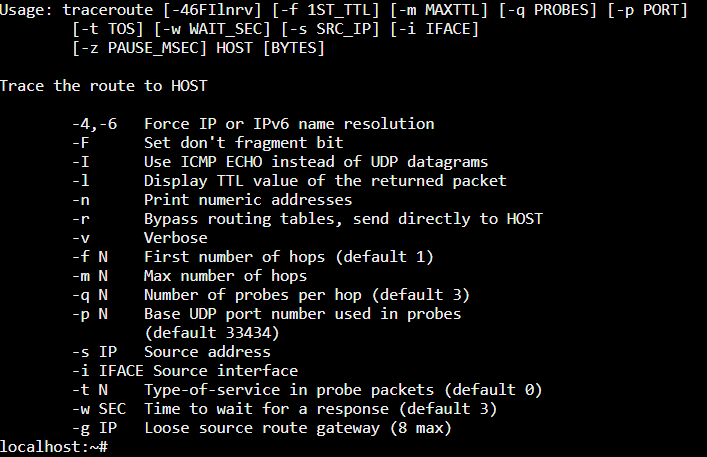 Usage: traceroute [-46FIlnrv] [-f 1ST_TTL] [-m MAXTTL] [-q PROBES] [-p PORT]
        [-t TOS] [-w WAIT_SEC] [-s SRC_IP] [-i IFACE]
        [-z PAUSE_MSEC] HOST [BYTES]

Trace the route to HOST

        -4,-6   Force IP or IPv6 name resolution
        -F      Set don't fragment bit
        -I      Use ICMP ECHO instead of UDP datagrams
        -l      Display TTL value of the returned packet
        -n      Print numeric addresses
        -r      Bypass routing tables, send directly to HOST
        -v      Verbose
        -f N    First number of hops (default 1)
        -m N    Max number of hops
        -q N    Number of probes per hop (default 3)
        -p N    Base UDP port number used in probes
                (default 33434)
        -s IP   Source address
        -i IFACE Source interface
        -t N    Type-of-service in probe packets (default 0)
        -w SEC  Time to wait for a response (default 3)
        -g IP   Loose source route gateway (8 max)
localhost:~#